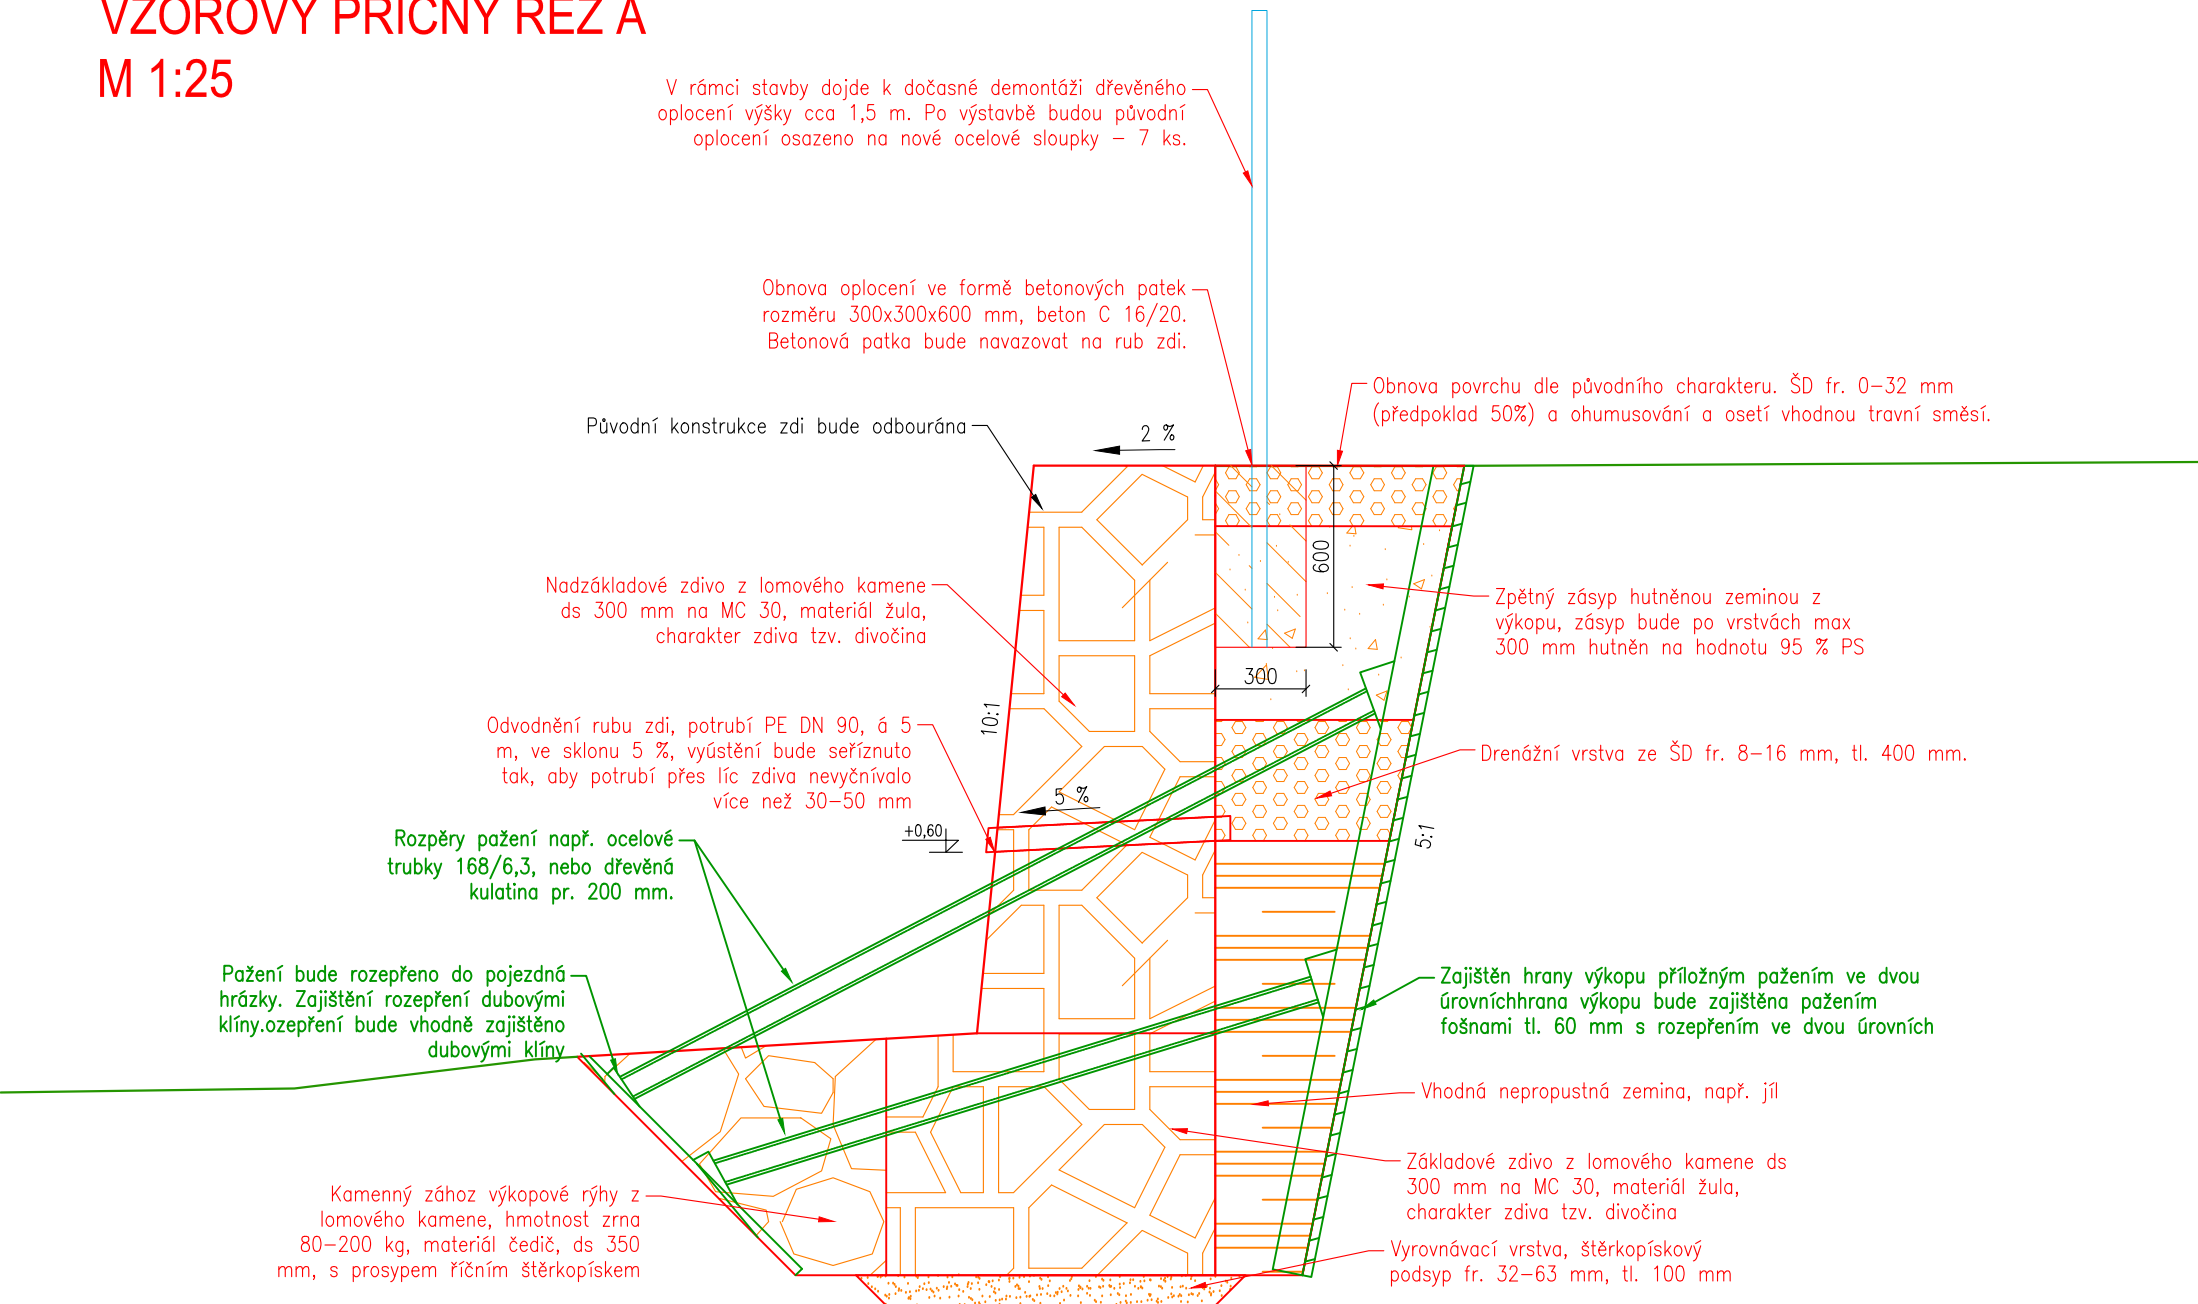 VZOROVÝ PŘÍČNÝ ŘEZ A
M 1:25
V rámci stavby dojde k dočasné demontáži dřevěného
oplocení výšky cca 1,5 m. Po výstavbě budou původní
oplocení osazeno na nové ocelové sloupky – 7 ks.
Obnova oplocení ve formě betonových patek
rozměru 300x300x600 mm, beton C 16/20.
Betonová patka bude navazovat na rub zdi.
Obnova povrchu dle původního charakteru. ŠD fr. 0–32 mm
(předpoklad 50%) a ohumusování a osetí vhodnou travní směsí.
Původní konstrukce zdi bude odbourána
2 %
600
300
Nadzákladové zdivo z lomového kamene
ds 300 mm na MC 30, materiál žula,
charakter zdiva tzv. divočina
Zpětný zásyp hutněnou zeminou z
výkopu, zásyp bude po vrstvách max
300 mm hutněn na hodnotu 95 % PS
10:1
Odvodnění rubu zdi, potrubí PE DN 90, á 5
m, ve sklonu 5 %, vyústění bude seříznuto
tak, aby potrubí přes líc zdiva nevyčnívalo
více než 30–50 mm
Drenážní vrstva ze ŠD fr. 8–16 mm, tl. 400 mm.
5 %
+0,60
5:1
Rozpěry pažení např. ocelové
trubky 168/6,3, nebo dřevěná
kulatina pr. 200 mm.
Pažení bude rozepřeno do pojezdná
hrázky. Zajištění rozepření dubovými
klíny.ozepření bude vhodně zajištěno
dubovými klíny
Zajištěn hrany výkopu příložným pažením ve dvou
úrovníchhrana výkopu bude zajištěna pažením
fošnami tl. 60 mm s rozepřením ve dvou úrovních
Vhodná nepropustná zemina, např. jíl
Základové zdivo z lomového kamene ds
300 mm na MC 30, materiál žula,
charakter zdiva tzv. divočina
Kamenný zához výkopové rýhy z
lomového kamene, hmotnost zrna
80–200 kg, materiál čedič, ds 350
mm, s prosypem říčním štěrkopískem
Vyrovnávací vrstva, štěrkopískový
podsyp fr. 32–63 mm, tl. 100 mm